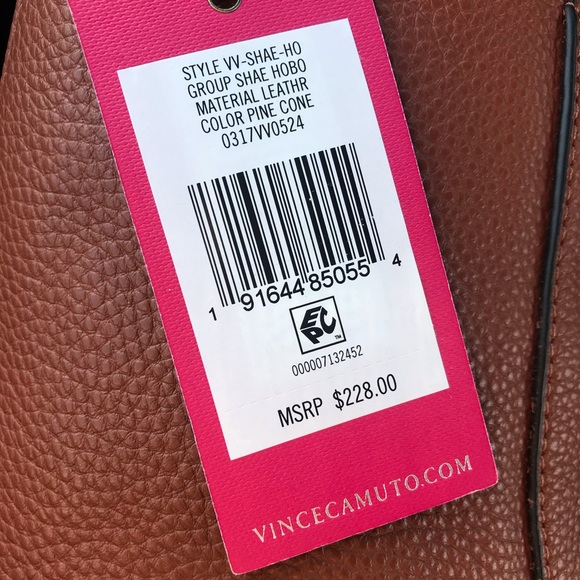 STYLE VV-SHAE-HO
GROUP SHAE HOBO
MATERIAL LEATHR
COLOR PINE CONE
0317VV0524
1 91644 85055 4
EPC™
000007132452
MSRP $228.00
VINCECAMUTO.COM